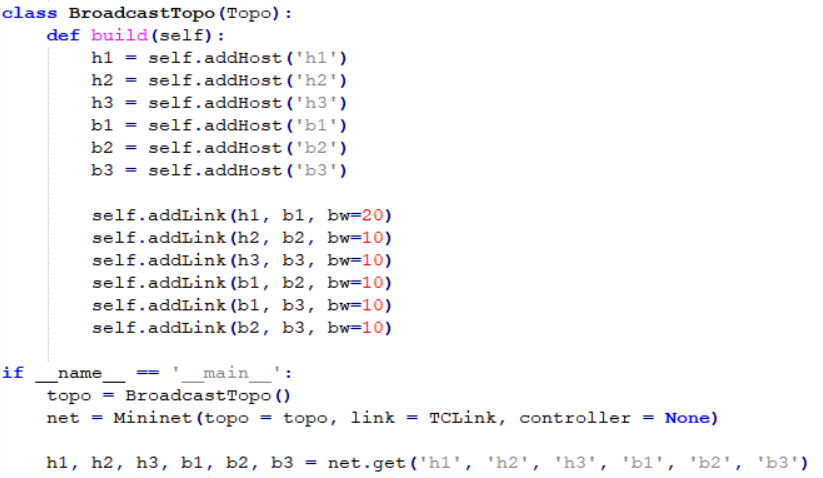 class BroadcastTopo(Topo):
    def build(self):
        h1 = self.addHost('h1')
        h2 = self.addHost('h2')
        h3 = self.addHost('h3')
        b1 = self.addHost('b1')
        b2 = self.addHost('b2')
        b3 = self.addHost('b3')

        self.addLink(h1, b1, bw=20)
        self.addLink(h2, b2, bw=10)
        self.addLink(h3, b3, bw=10)
        self.addLink(b1, b2, bw=10)
        self.addLink(b1, b3, bw=10)
        self.addLink(b2, b3, bw=10)

if __name__ == '__main__':
    topo = BroadcastTopo()
    net = Mininet(topo = topo, link = TCLink, controller = None)

    h1, h2, h3, b1, b2, b3 = net.get('h1', 'h2', 'h3', 'b1', 'b2', 'b3')